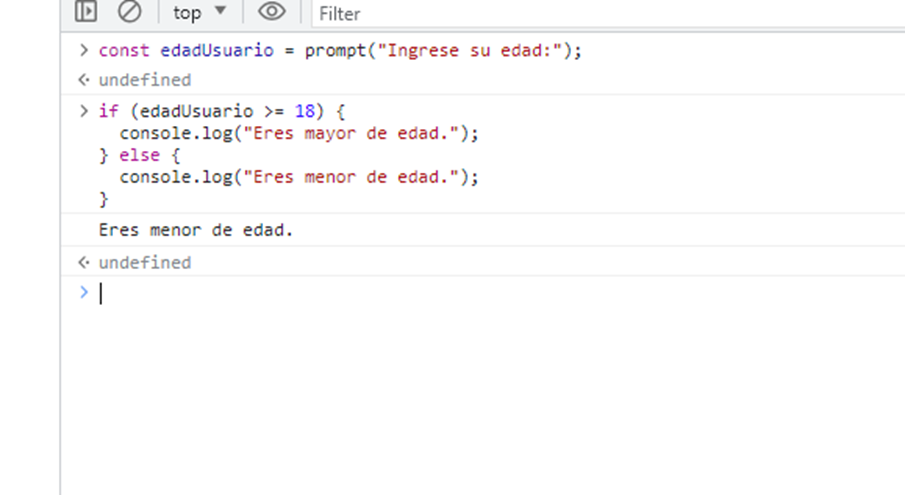 top ▼ Filter
> const edadUsuario = prompt("Ingrese su edad:");
< undefined
> if (edadUsuario >= 18) {
console.log("Eres mayor de edad.");
} else {
console.log("Eres menor de edad.");
}
Eres menor de edad.
< undefined
>